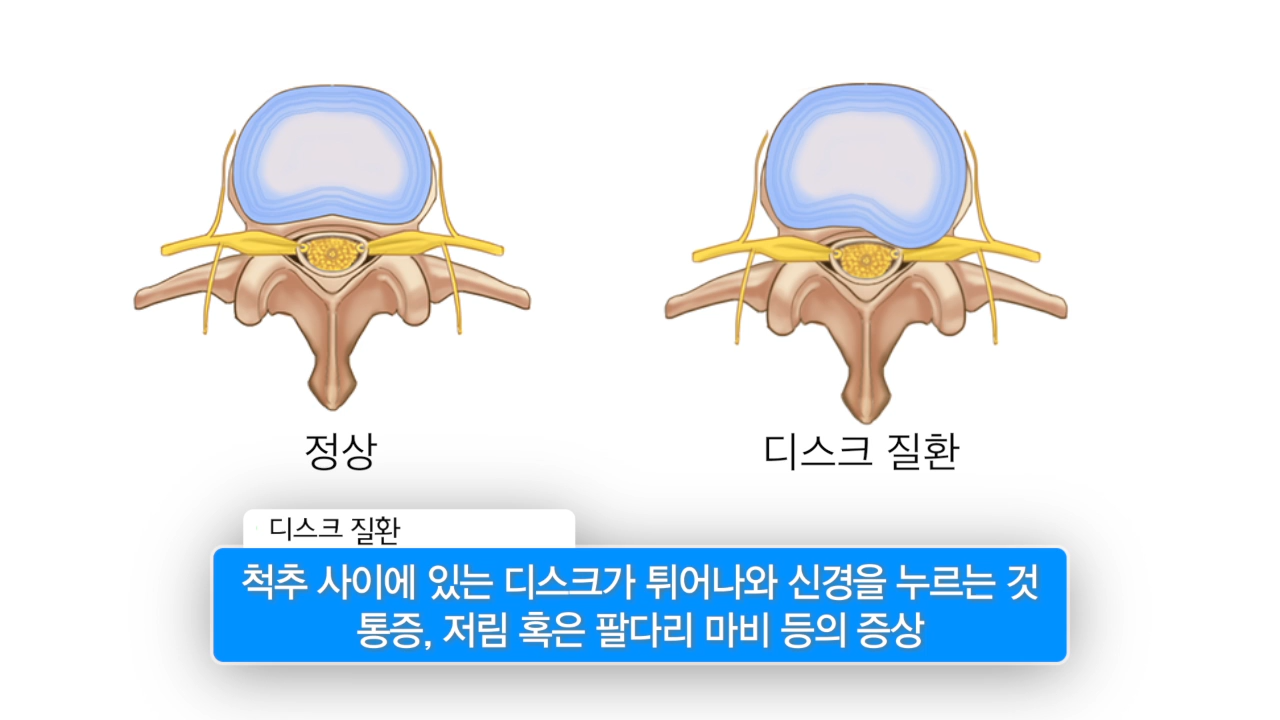 정상
디스크 질환
디스크 질환
척추 사이에 있는 디스크가 튀어나와 신경을 누르는 것
통증, 저림 혹은 팔다리 마비 등의 증상